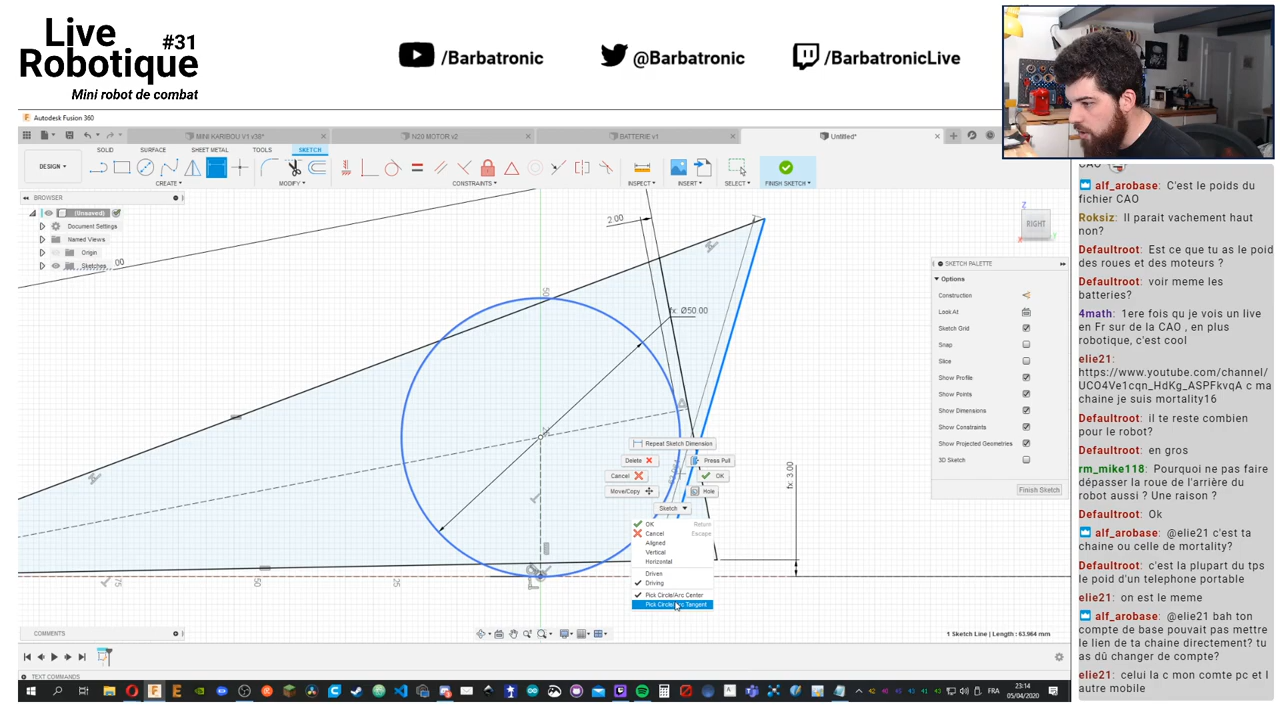 Live
Robotique #31
Mini robot de combat
/Barbatronic
@Barbatronic
/BarbatronicLive
Autodesk Fusion 360
MINI KARIBOU V1 v38*
N20 MOTOR v2
BATTERIE v1
Untitled*
SOLID
SURFACE
SHEET METAL
TOOLS
SKETCH
DESIGN
CREATE
MODIFY
CONSTRAINTS
INSPECT
INSERT
SELECT
FINISH SKETCH
BROWSER
(Unsaved)
Document Settings
Named Views
Origin
Sketches
00
2.00
50
fx: Ø50.00
fx: 3.00
75
50
25
Z
RIGHT
SKETCH PALETTE
Options
Construction
Look At
Sketch Grid
Snap
Slice
Show Profile
Show Points
Show Dimensions
Show Constraints
Show Projected Geometries
3D Sketch
Finish Sketch
Repeat Sketch Dimension
Delete
Press Pull
Cancel
OK
Move/Copy
Hole
Sketch
OK Return
Cancel Escape
Aligned
Vertical
Horizontal
Driven
Driving
Pick Circle/Arc Center
Pick Circle/Arc Tangent
COMMENTS
1 Sketch Line | Length : 63.964 mm
TEXT COMMANDS
FRA
23:14
05/04/2020
CAO
alf_arobase: C'est le poids du
fichier CAO
Roksiz: Il parait vachement haut
non?
Defaultroot: Est ce que tu as le poid
des roues et des moteurs ?
Defaultroot: voir meme les
batteries?
4math: 1ere fois qu je vois un live
en Fr sur de la CAO , en plus
robotique, c'est cool
elie21:
https://www.youtube.com/channel/
UCO4Ve1cqn_HdKg_ASPFkvqA c ma
chaine je suis mortality16
Defaultroot: il te reste combien
pour le robot?
Defaultroot: en gros
rm_mike118: Pourquoi ne pas faire
dépasser la roue de l'arrière du
robot aussi ? Une raison ?
Defaultroot: Ok
alf_arobase: @elie21 c'est ta
chaine ou celle de mortality?
Defaultroot: c'est la plupart du tps
le poid d'un telephone portable
elie21: on est le meme
alf_arobase: @elie21 bah ton
compte de base pouvait pas mettre
le lien de ta chaine directement? tu
as dû changer de compte?
elie21: celui la c mon comte pc et l
autre mobile